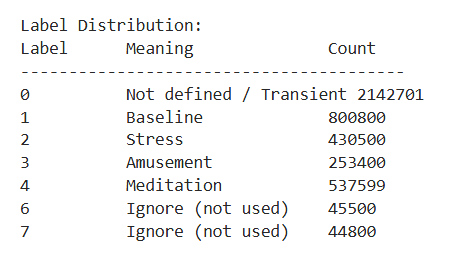 Label Distribution:
Label Meaning Count
----------------------------------------
0 Not defined / Transient 2142701
1 Baseline 800800
2 Stress 430500
3 Amusement 253400
4 Meditation 537599
6 Ignore (not used) 45500
7 Ignore (not used) 44800